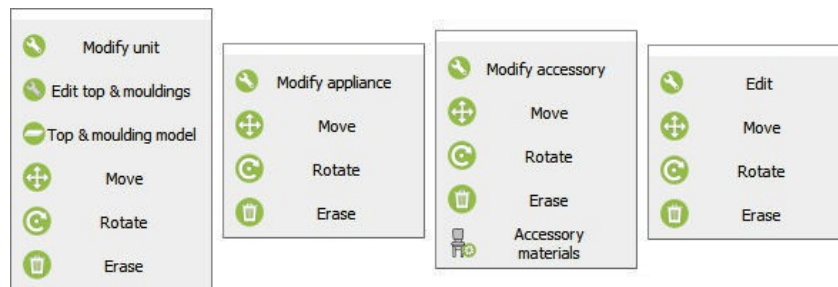 Modify unit
Edit top & mouldings
Top & moulding model
Move
Rotate
Erase
Modify appliance
Move
Rotate
Erase
Modify accessory
Move
Rotate
Erase
Accessory
materials
Edit
Move
Rotate
Erase